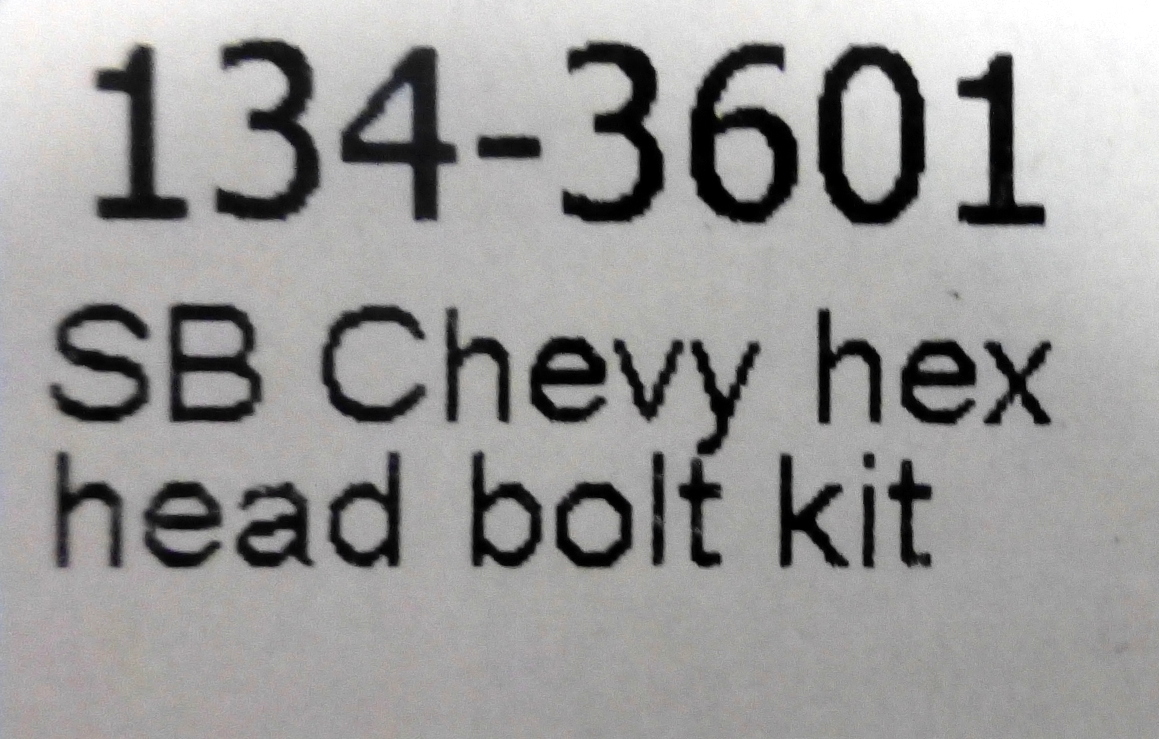 134-3601
SB Chevy hex
head bolt kit